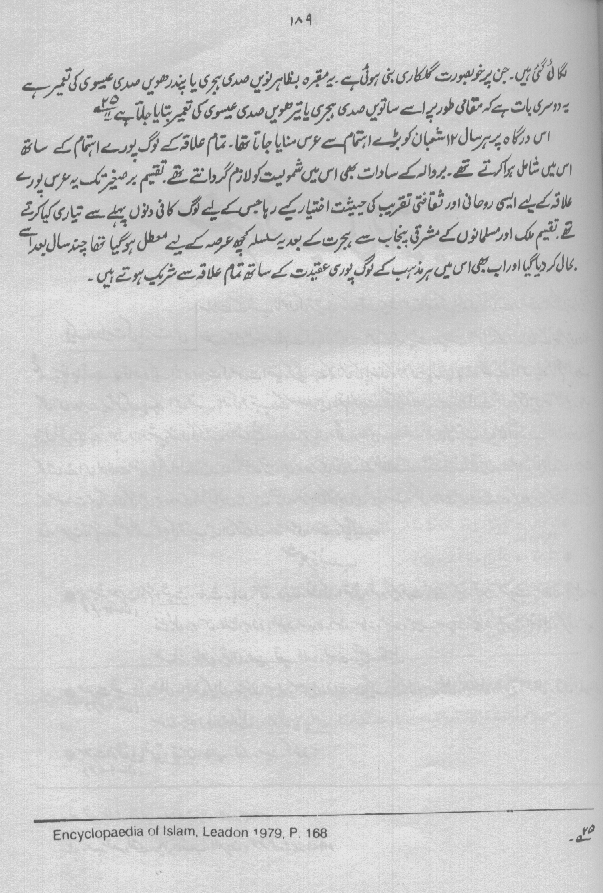 ۱۸۹
لگائی گئی ہیں۔ جن پر خوبصورت گلکاری بنی ہوئی ہے۔ یہ مقبرہ بظاہر نویں صدی ہجری یا پندرھویں صدی عیسوی کی تعمیر ہے
یہ دوسری بات ہے کہ مقامی طور پر اسے ساتویں صدی ہجری یا تیرھویں صدی عیسوی کی تعمیر بتایا جاتا ہے ۲۵؎
اس درگاہ پر ہر سال ۱۲ شعبان کو بڑے اہتمام سے عرس منایا جاتا تھا۔ تمام علاقہ کے لوگ پورے اہتمام کے ساتھ
اس میں شامل ہوا کرتے تھے۔ بروالہ کے سادات بھی اس میں شمولیت کو لازم گردانتے تھے۔ تقسیم برصغیر تک یہ عرس پورے
علاقہ کے لیے ایسی روحانی اور ثقافتی تقریب کی حیثیت اختیار کیے رہا جس کے لیے لوگ کافی دنوں پہلے سے تیاری کیا کرتے
تھے۔ تقسیم ملک اور مسلمانوں کے مشرقی پنجاب سے ہجرت کے بعد یہ سلسلہ کچھ عرصہ کے لیے معطل ہو گیا تھا چند سال بعد اسے
بحال کر دیا گیا اور اب بھی اس میں ہر مذہب کے لوگ پوری عقیدت کے ساتھ تمام علاقہ سے شریک ہوتے ہیں۔
۲۵؎ Encyclopaedia of Islam, Leadon 1979, P. 168